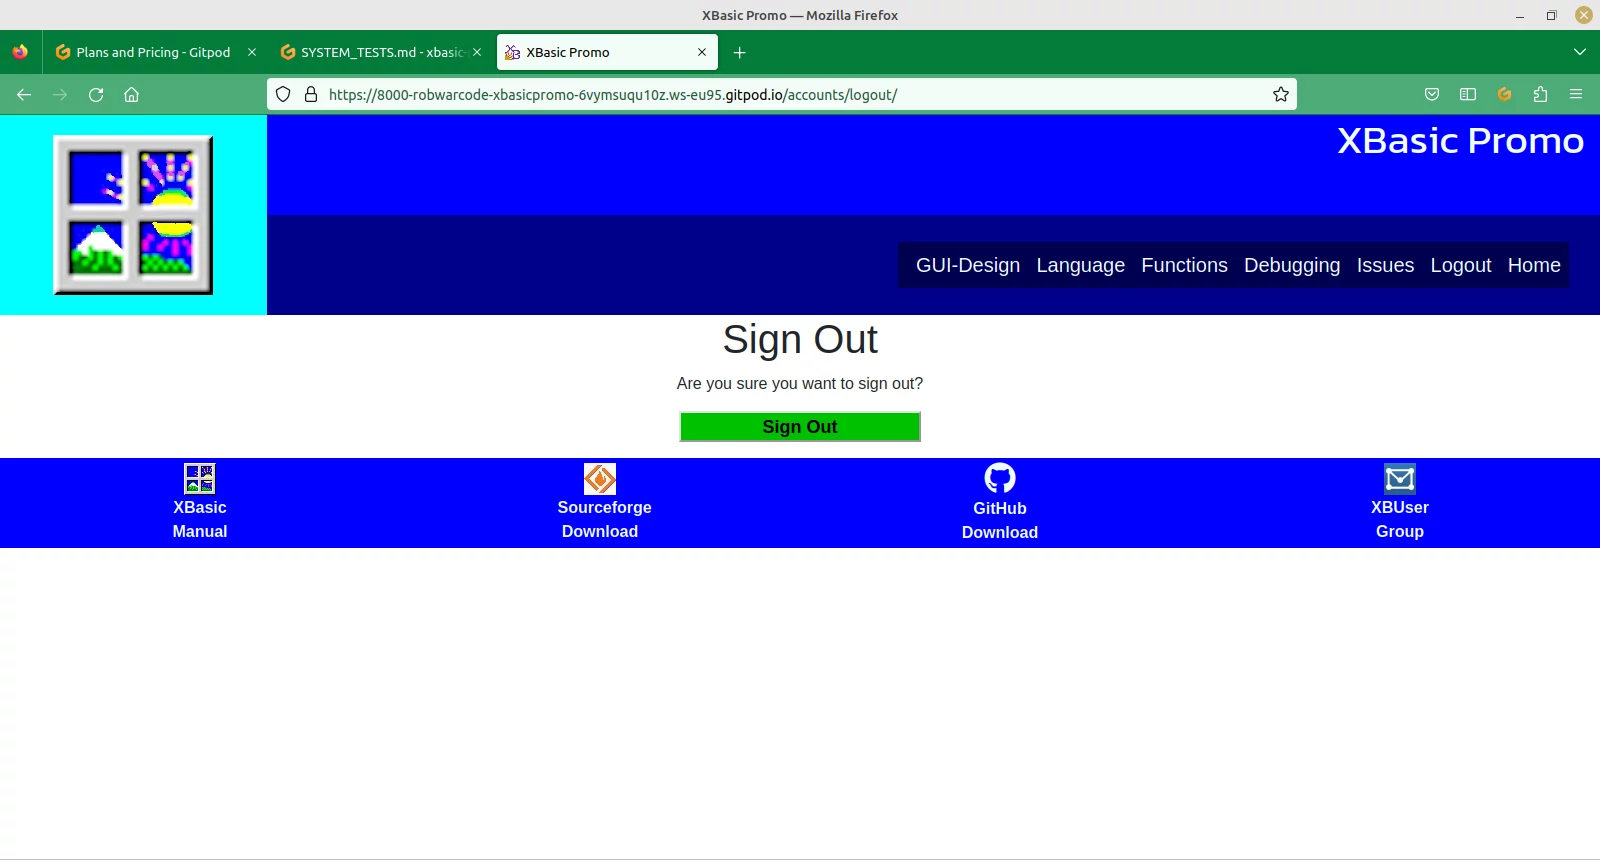 XBasic Promo — Mozilla Firefox
Plans and Pricing - Gitpod
SYSTEM_TESTS.md - xbasic-
XBasic Promo
https://8000-robwarcode-xbasicpromo-6vymsuqu10z.ws-eu95.gitpod.io/accounts/logout/
XBasic Promo
GUI-Design Language Functions Debugging Issues Logout Home
Sign Out
Are you sure you want to sign out?
Sign Out
XBasic
Manual
Sourceforge
Download
GitHub
Download
XBUser
Group